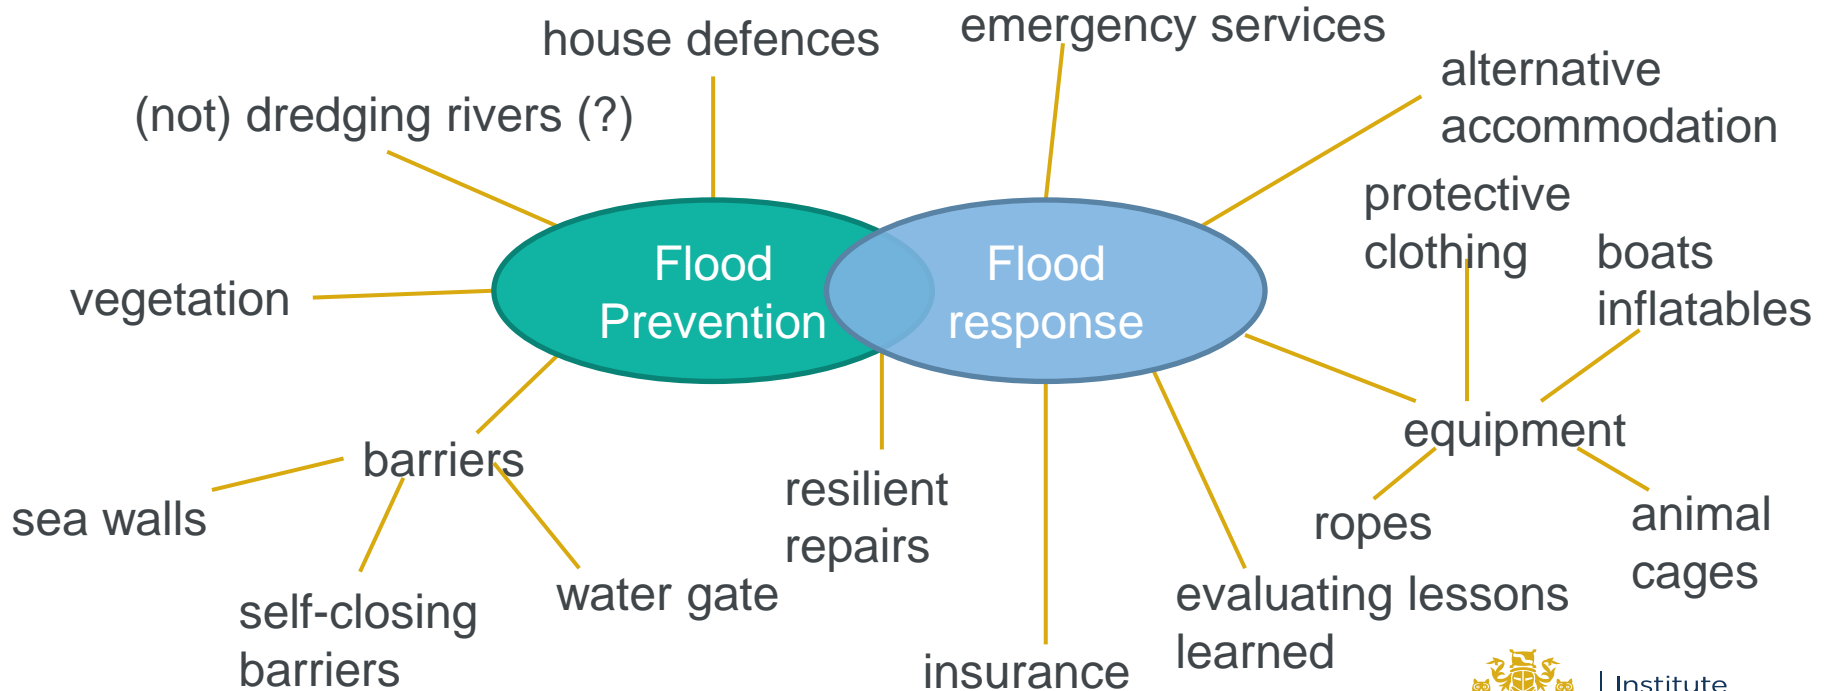 house defences
emergency services
alternative
accommodation
(not) dredging rivers (?)
protective
clothing
boats
inflatables
vegetation
Flood
Prevention
Flood
response
barriers
equipment
sea walls
resilient
repairs
ropes
animal
cages
self-closing
barriers
water gate
evaluating lessons
learned
insurance
Institute